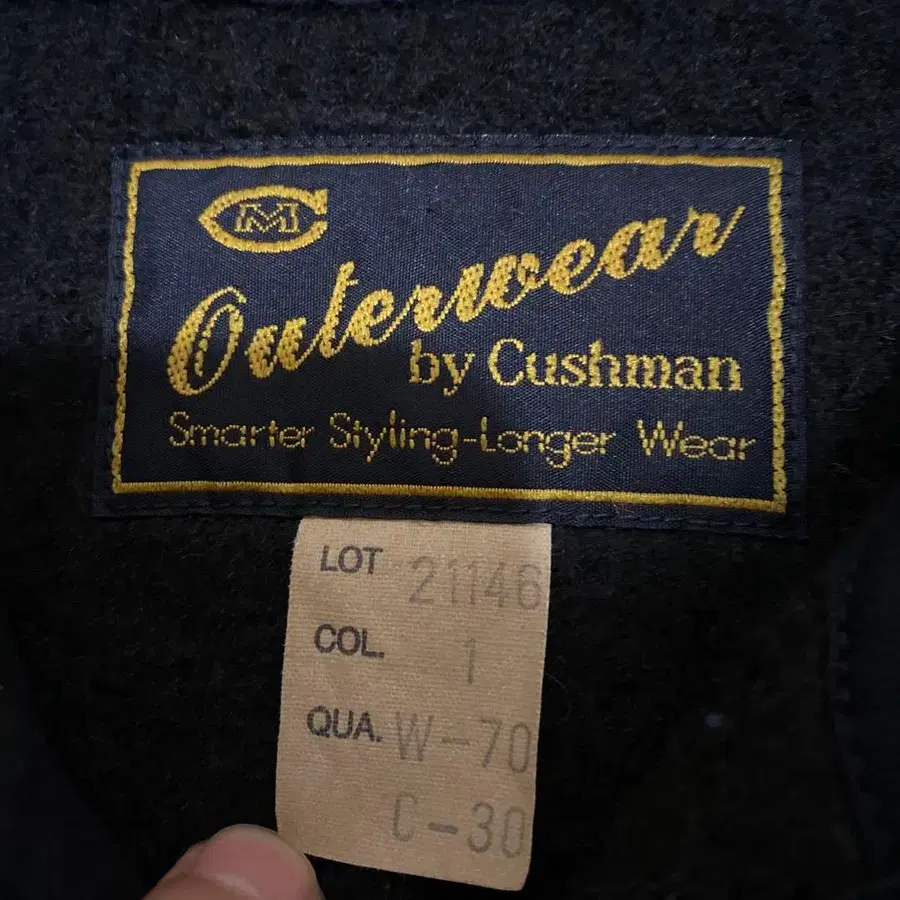 CM
Outerwear
by Cushman
Smarter Styling-Longer Wear
LOT 21146
COL. 1
QUA. W-70
C-30